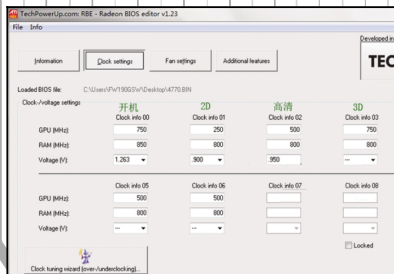 TechPowerUp.com: RBE - Radeon BIOS editor v1.23
File Info
Developed in
Information Clock settings Fan settings Additional features
TEC
Loaded BIOS file: C:\Users\FW190GSW\Desktop\4770.BIN
Clock-/voltage settings
开机 2D 高清 3D
Clock info 00 Clock info 01 Clock info 02 Clock info 03
GPU (MHz): 750 250 500 750
RAM (MHz): 850 800 800 800
Voltage (V): 1.263 .900 .950 ---
Clock info 05 Clock info 06 Clock info 07 Clock info 08
GPU (MHz): 500 500
RAM (MHz): 800 800
Voltage (V): --- ---
Locked
Clock tuning wizard (over-/underclocking)...